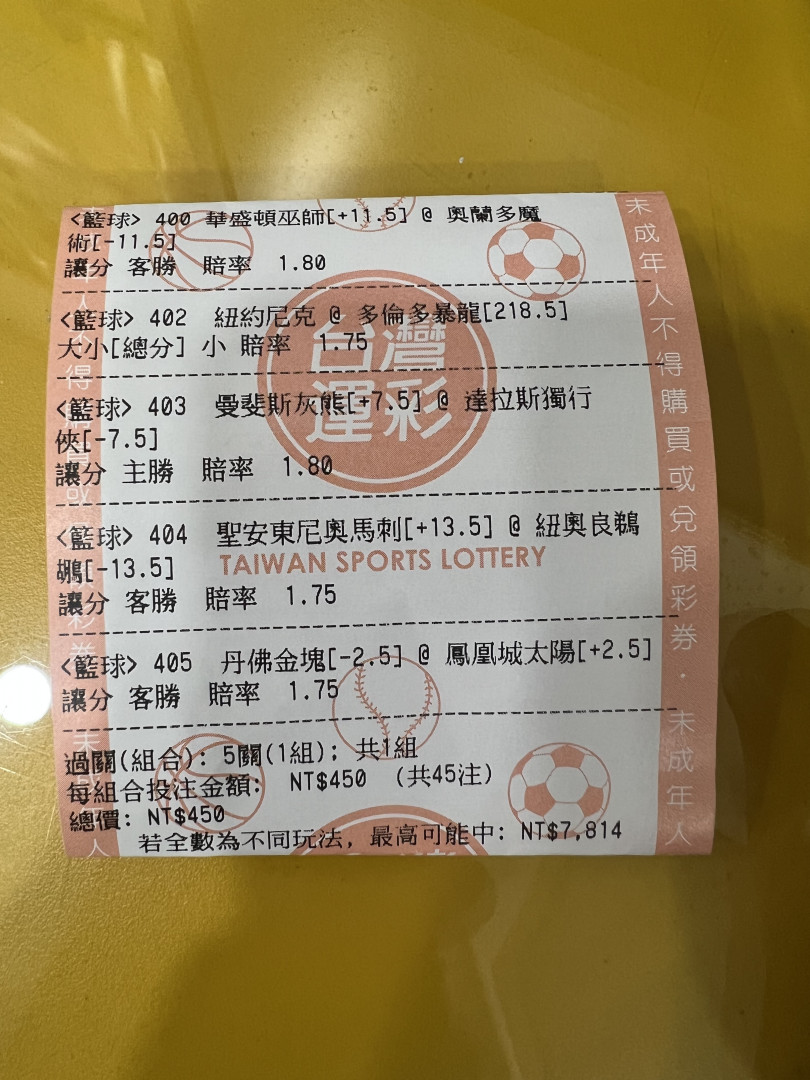 <籃球> 400 華盛頓巫師[+11.5] @ 奧蘭多魔
術[-11.5]
讓分 客勝 賠率 1.80
<籃球> 402 紐約尼克 @ 多倫多暴龍[218.5]
大小[總分] 小 賠率 1.75
<籃球> 403 曼斐斯灰熊[+7.5] @ 達拉斯獨行
俠[-7.5]
讓分 主勝 賠率 1.80
<籃球> 404 聖安東尼奧馬刺[+13.5] @ 紐奧良鵜
鶘[-13.5]
讓分 客勝 賠率 1.75
<籃球> 405 丹佛金塊[-2.5] @ 鳳凰城太陽[+2.5]
讓分 客勝 賠率 1.75
過關(組合): 5關(1組); 共1組
每組合投注金額: NT$450 (共45注)
總價: NT$450
若全數為不同玩法, 最高可能中: NT$7,814
台灣
運彩
TAIWAN SPORTS LOTTERY
未成年人不得購買或兌領彩券．未成年人